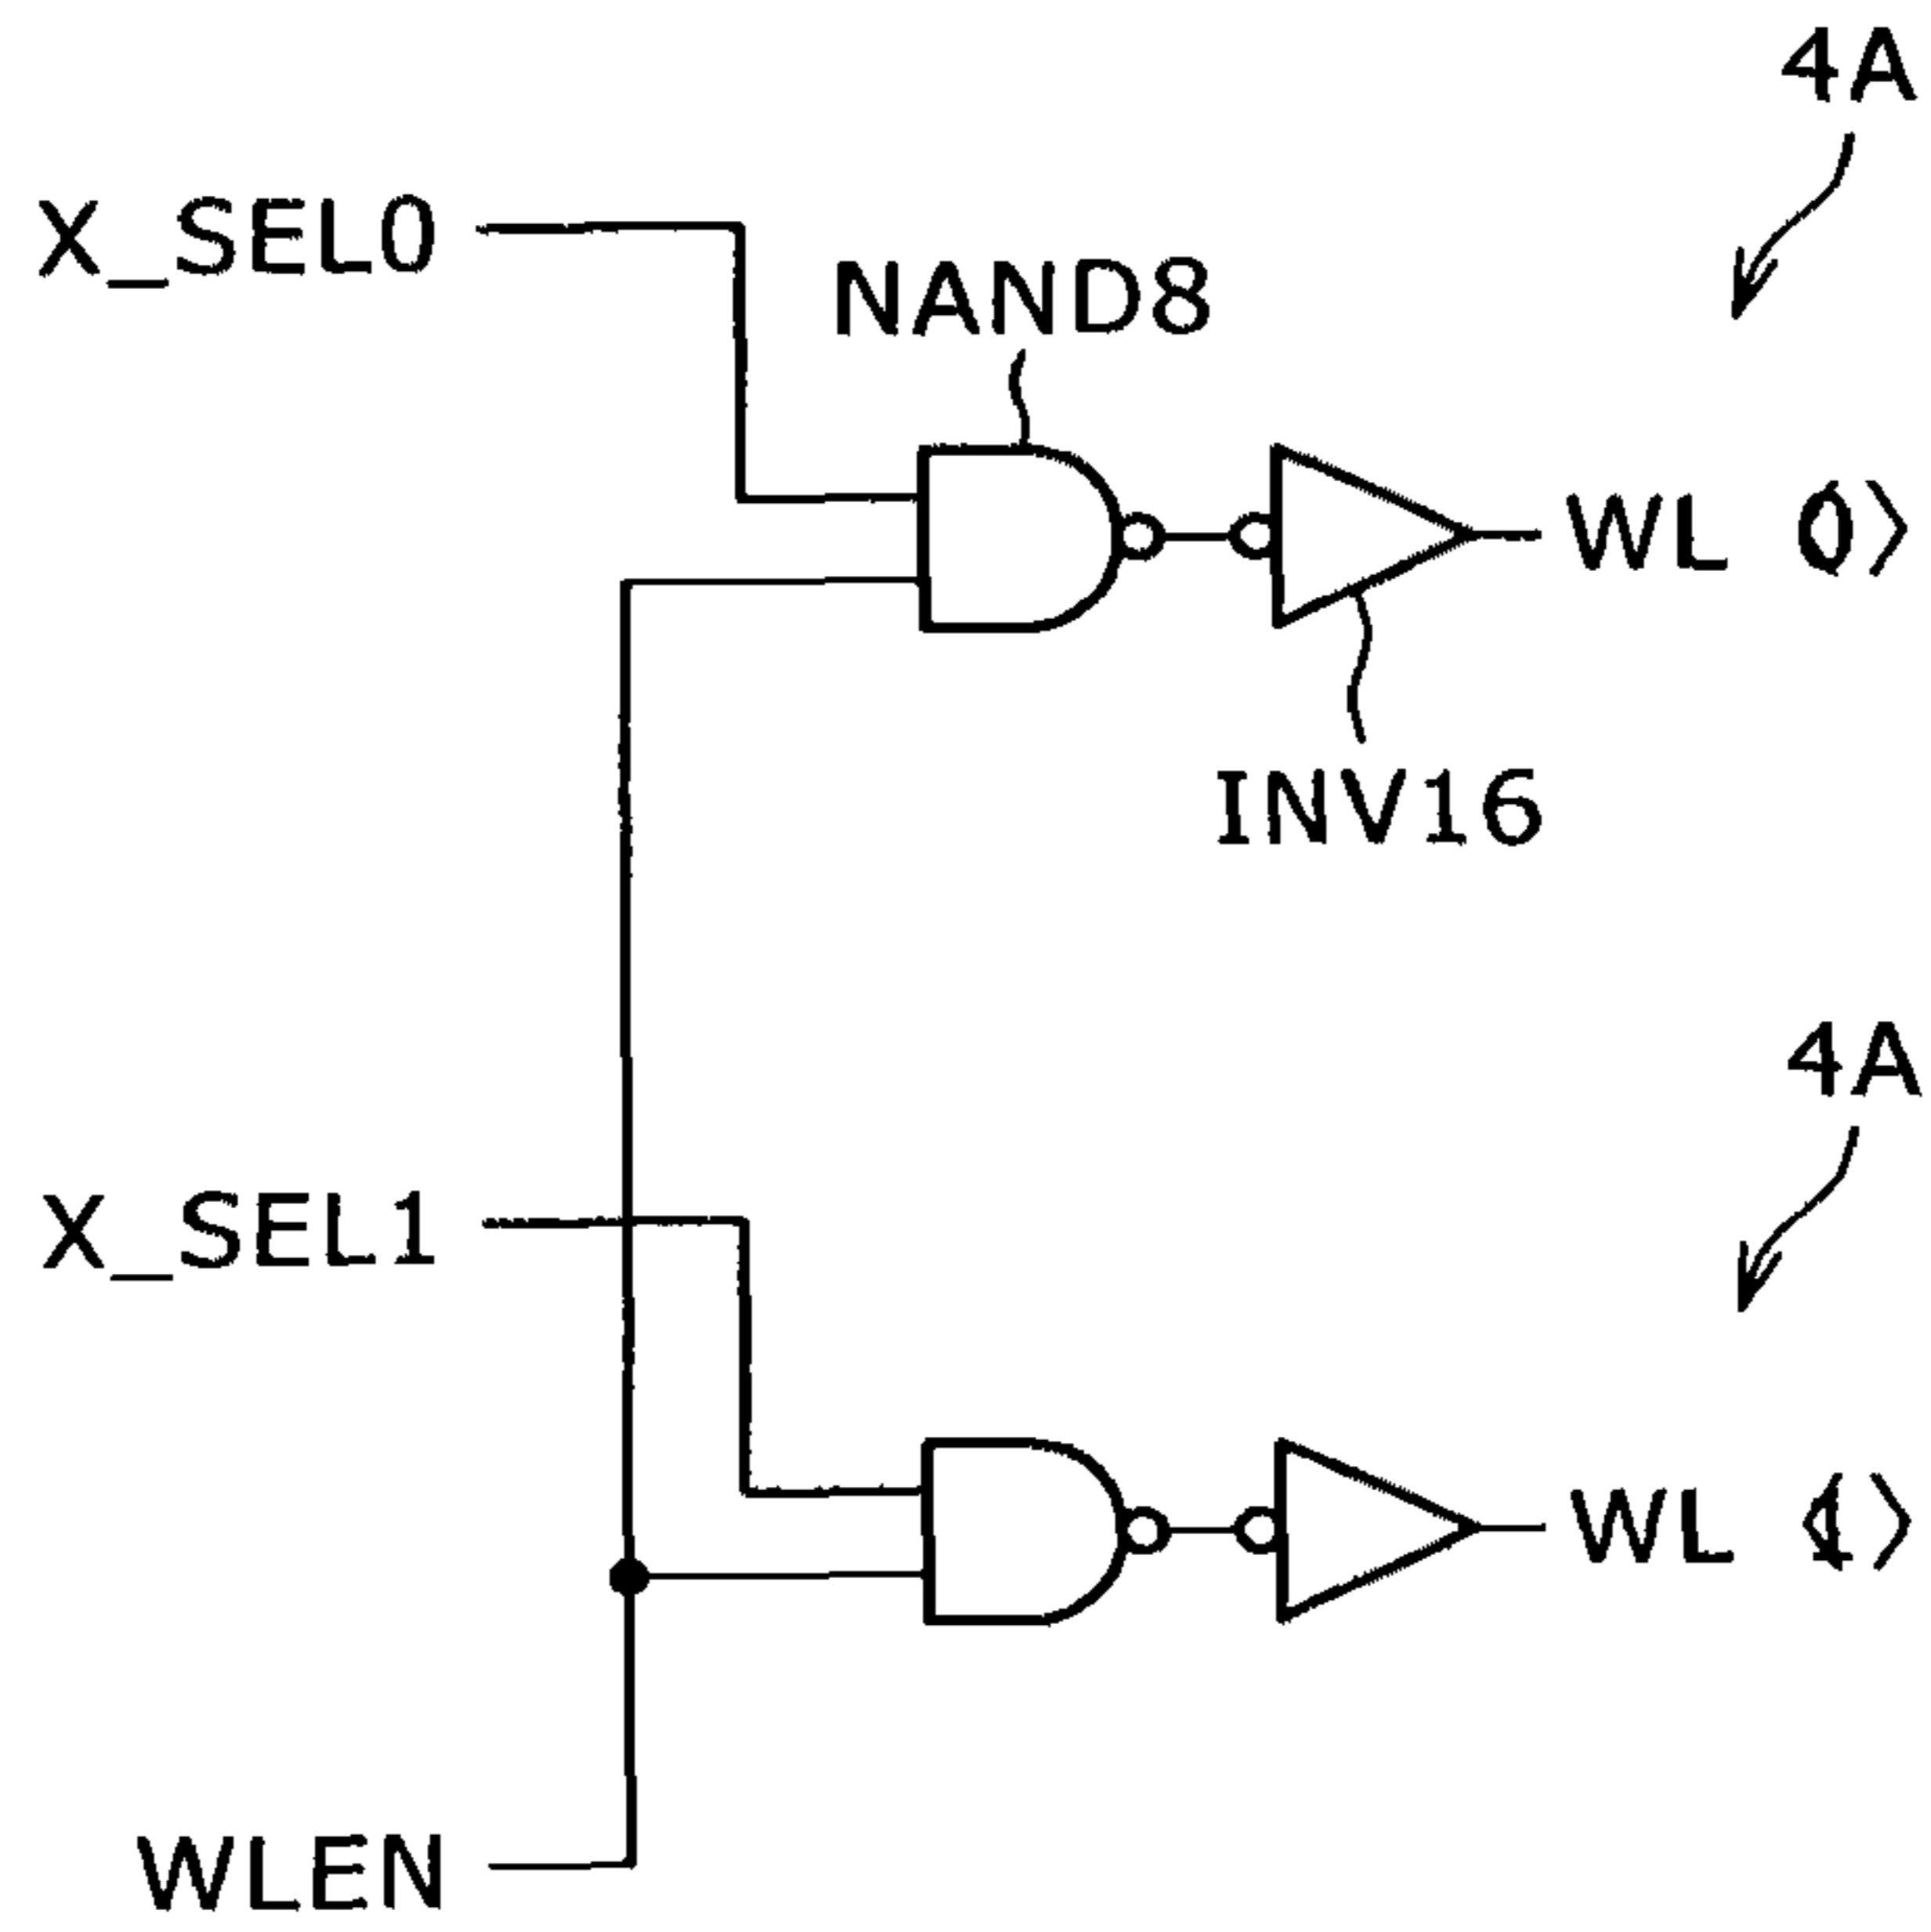 4A
X_SEL0
NAND8
WL ⟨0⟩
INV16
4A
X_SEL1
WL ⟨1⟩
WLEN